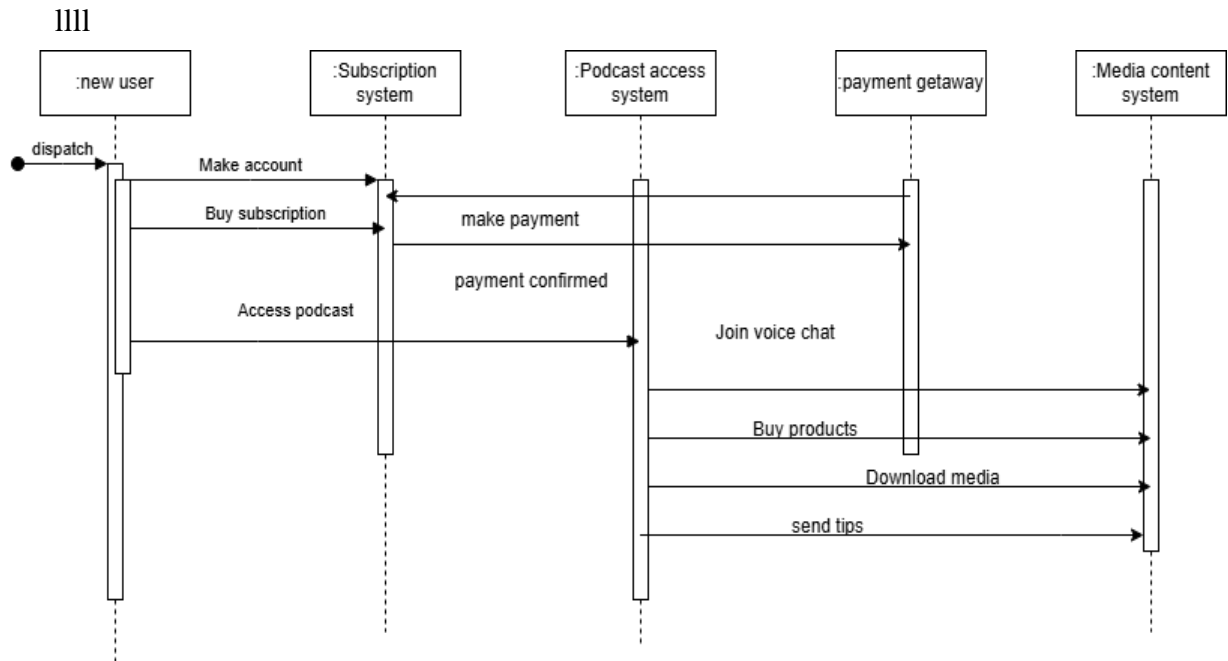 llll
:new user
:Subscription
system
:Podcast access
system
:payment getaway
:Media content
system
dispatch
Make account
Buy subscription
make payment
payment confirmed
Access podcast
Join voice chat
Buy products
Download media
send tips